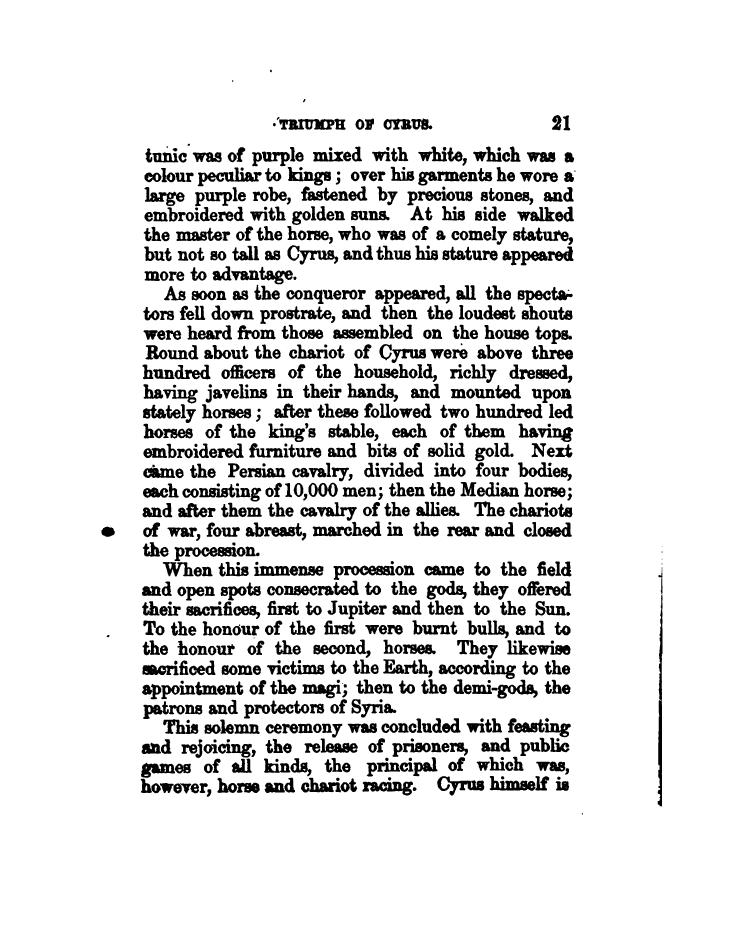 TRIUMPH OF CYRUS. 21
tunic was of purple mixed with white, which was a
colour peculiar to kings; over his garments he wore a
large purple robe, fastened by precious stones, and
embroidered with golden suns. At his side walked
the master of the horse, who was of a comely stature,
but not so tall as Cyrus, and thus his stature appeared
more to advantage.
As soon as the conqueror appeared, all the specta-
tors fell down prostrate, and then the loudest shouts
were heard from those assembled on the house tops.
Round about the chariot of Cyrus were above three
hundred officers of the household, richly dressed,
having javelins in their hands, and mounted upon
stately horses; after these followed two hundred led
horses of the king's stable, each of them having
embroidered furniture and bits of solid gold. Next
came the Persian cavalry, divided into four bodies,
each consisting of 10,000 men; then the Median horse;
and after them the cavalry of the allies. The chariots
of war, four abreast, marched in the rear and closed
the procession.
When this immense procession came to the field
and open spots consecrated to the gods, they offered
their sacrifices, first to Jupiter and then to the Sun.
To the honour of the first were burnt bulls, and to
the honour of the second, horses. They likewise
sacrificed some victims to the Earth, according to the
appointment of the magi; then to the demi-gods, the
patrons and protectors of Syria.
This solemn ceremony was concluded with feasting
and rejoicing, the release of prisoners, and public
games of all kinds, the principal of which was,
however, horse and chariot racing. Cyrus himself is